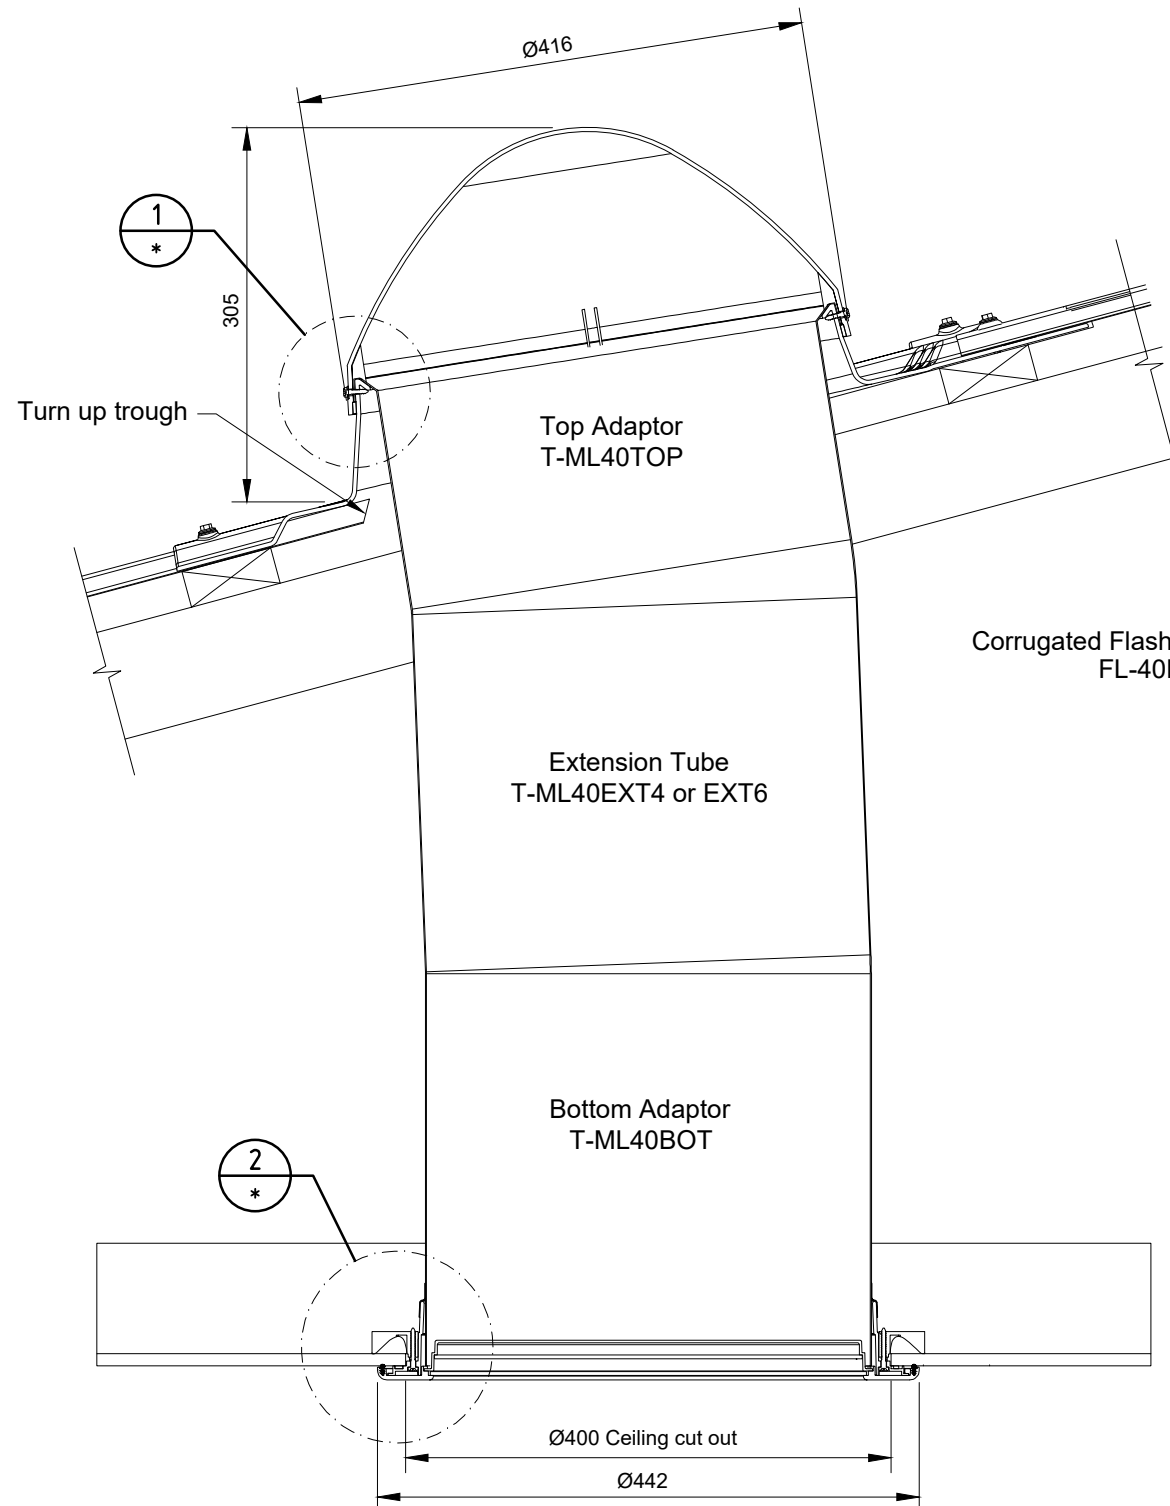 Ø416
1
*
305
Turn up trough
Top Adaptor
T-ML40TOP
Corrugated Flash
FL-40
Extension Tube
T-ML40EXT4 or EXT6
Bottom Adaptor
T-ML40BOT
2
*
Ø400 Ceiling cut out
Ø442